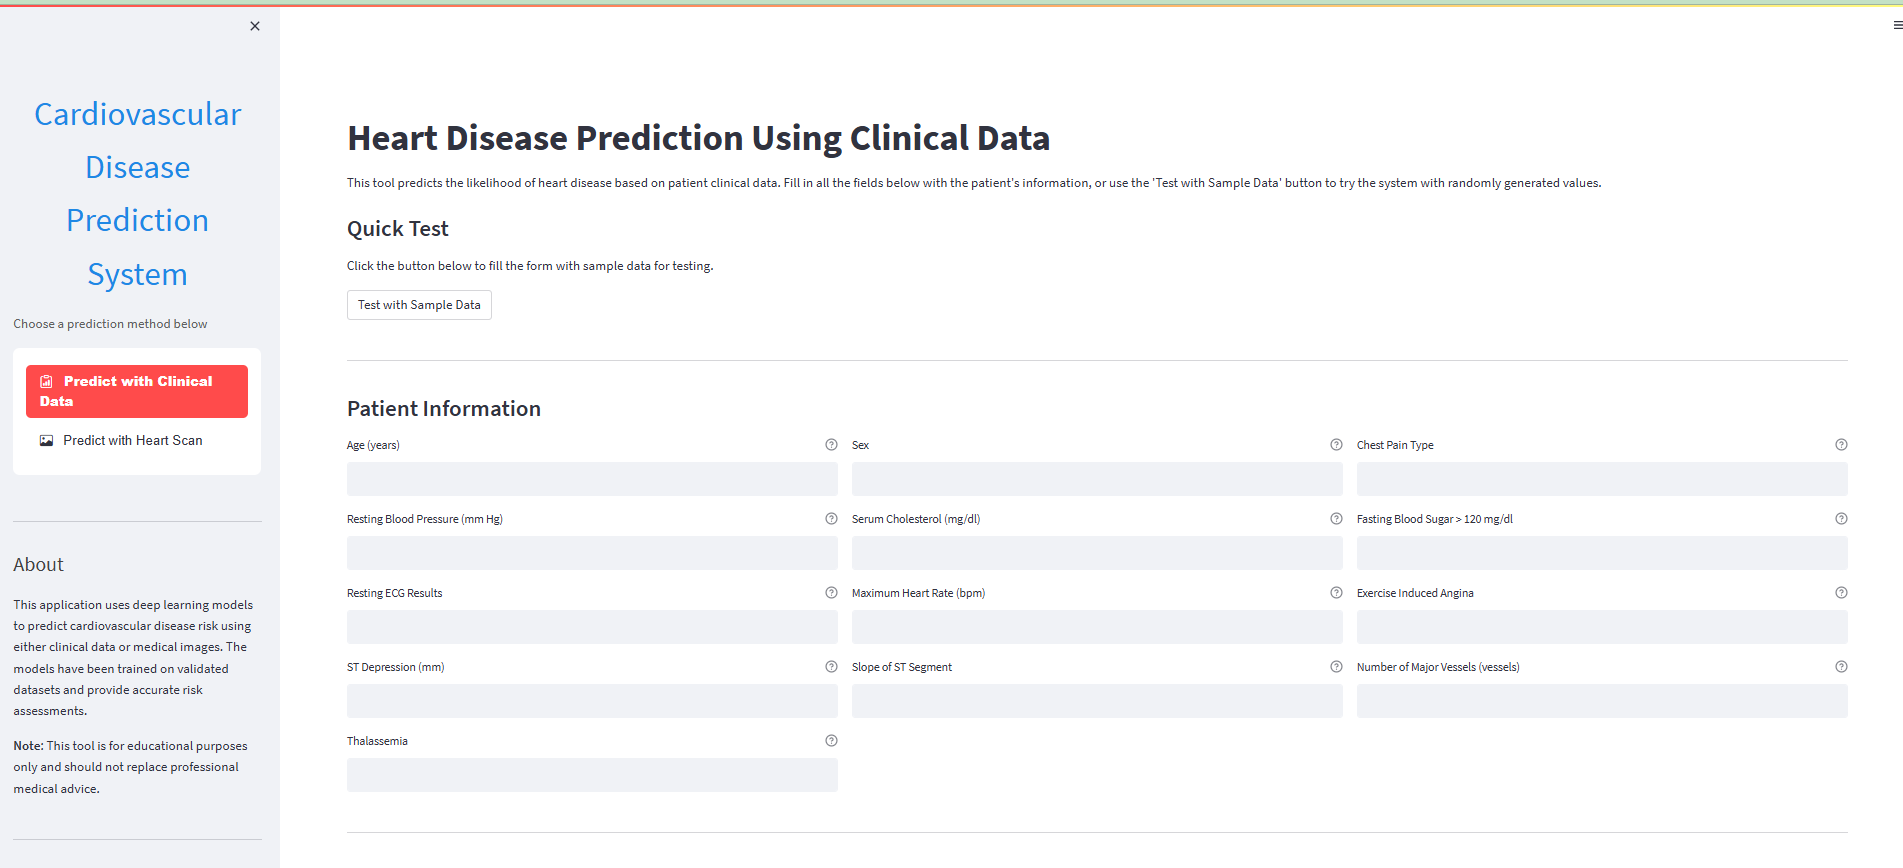 Cardiovascular
Disease
Prediction
System
Choose a prediction method below
Predict with Clinical
Data
Predict with Heart Scan
About
This application uses deep learning models
to predict cardiovascular disease risk using
either clinical data or medical images. The
models have been trained on validated
datasets and provide accurate risk
assessments.
Note: This tool is for educational purposes
only and should not replace professional
medical advice.
Heart Disease Prediction Using Clinical Data
This tool predicts the likelihood of heart disease based on patient clinical data. Fill in all the fields below with the patient's information, or use the 'Test with Sample Data' button to try the system with randomly generated values.
Quick Test
Click the button below to fill the form with sample data for testing.
Test with Sample Data
Patient Information
Age (years)
Sex
Chest Pain Type
Resting Blood Pressure (mm Hg)
Serum Cholesterol (mg/dl)
Fasting Blood Sugar > 120 mg/dl
Resting ECG Results
Maximum Heart Rate (bpm)
Exercise Induced Angina
ST Depression (mm)
Slope of ST Segment
Number of Major Vessels (vessels)
Thalassemia